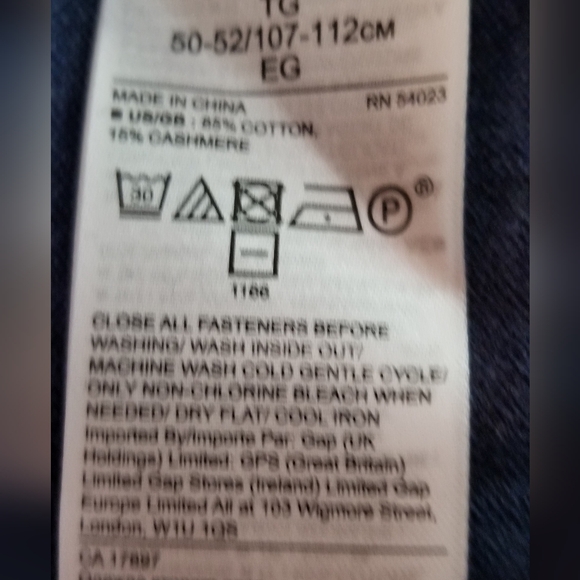 TG
50-52/107-112CM
EG
MADE IN CHINA RN 54023
US/GB : 85% COTTON,
15% CASHMERE
30 P ®
1166
CLOSE ALL FASTENERS BEFORE
WASHING/ WASH INSIDE OUT/
MACHINE WASH COLD GENTLE CYCLE/
ONLY NON-CHLORINE BLEACH WHEN
NEEDED/ DRY FLAT/ COOL IRON
Imported By/Importe Par: Gap (UK
Holdings) Limited: GPS (Great Britain)
Limited Gap Stores (Ireland) Limited Gap
Europe Limited All at 103 Wigmore Street,
London, W1U 1QS
CA 17897